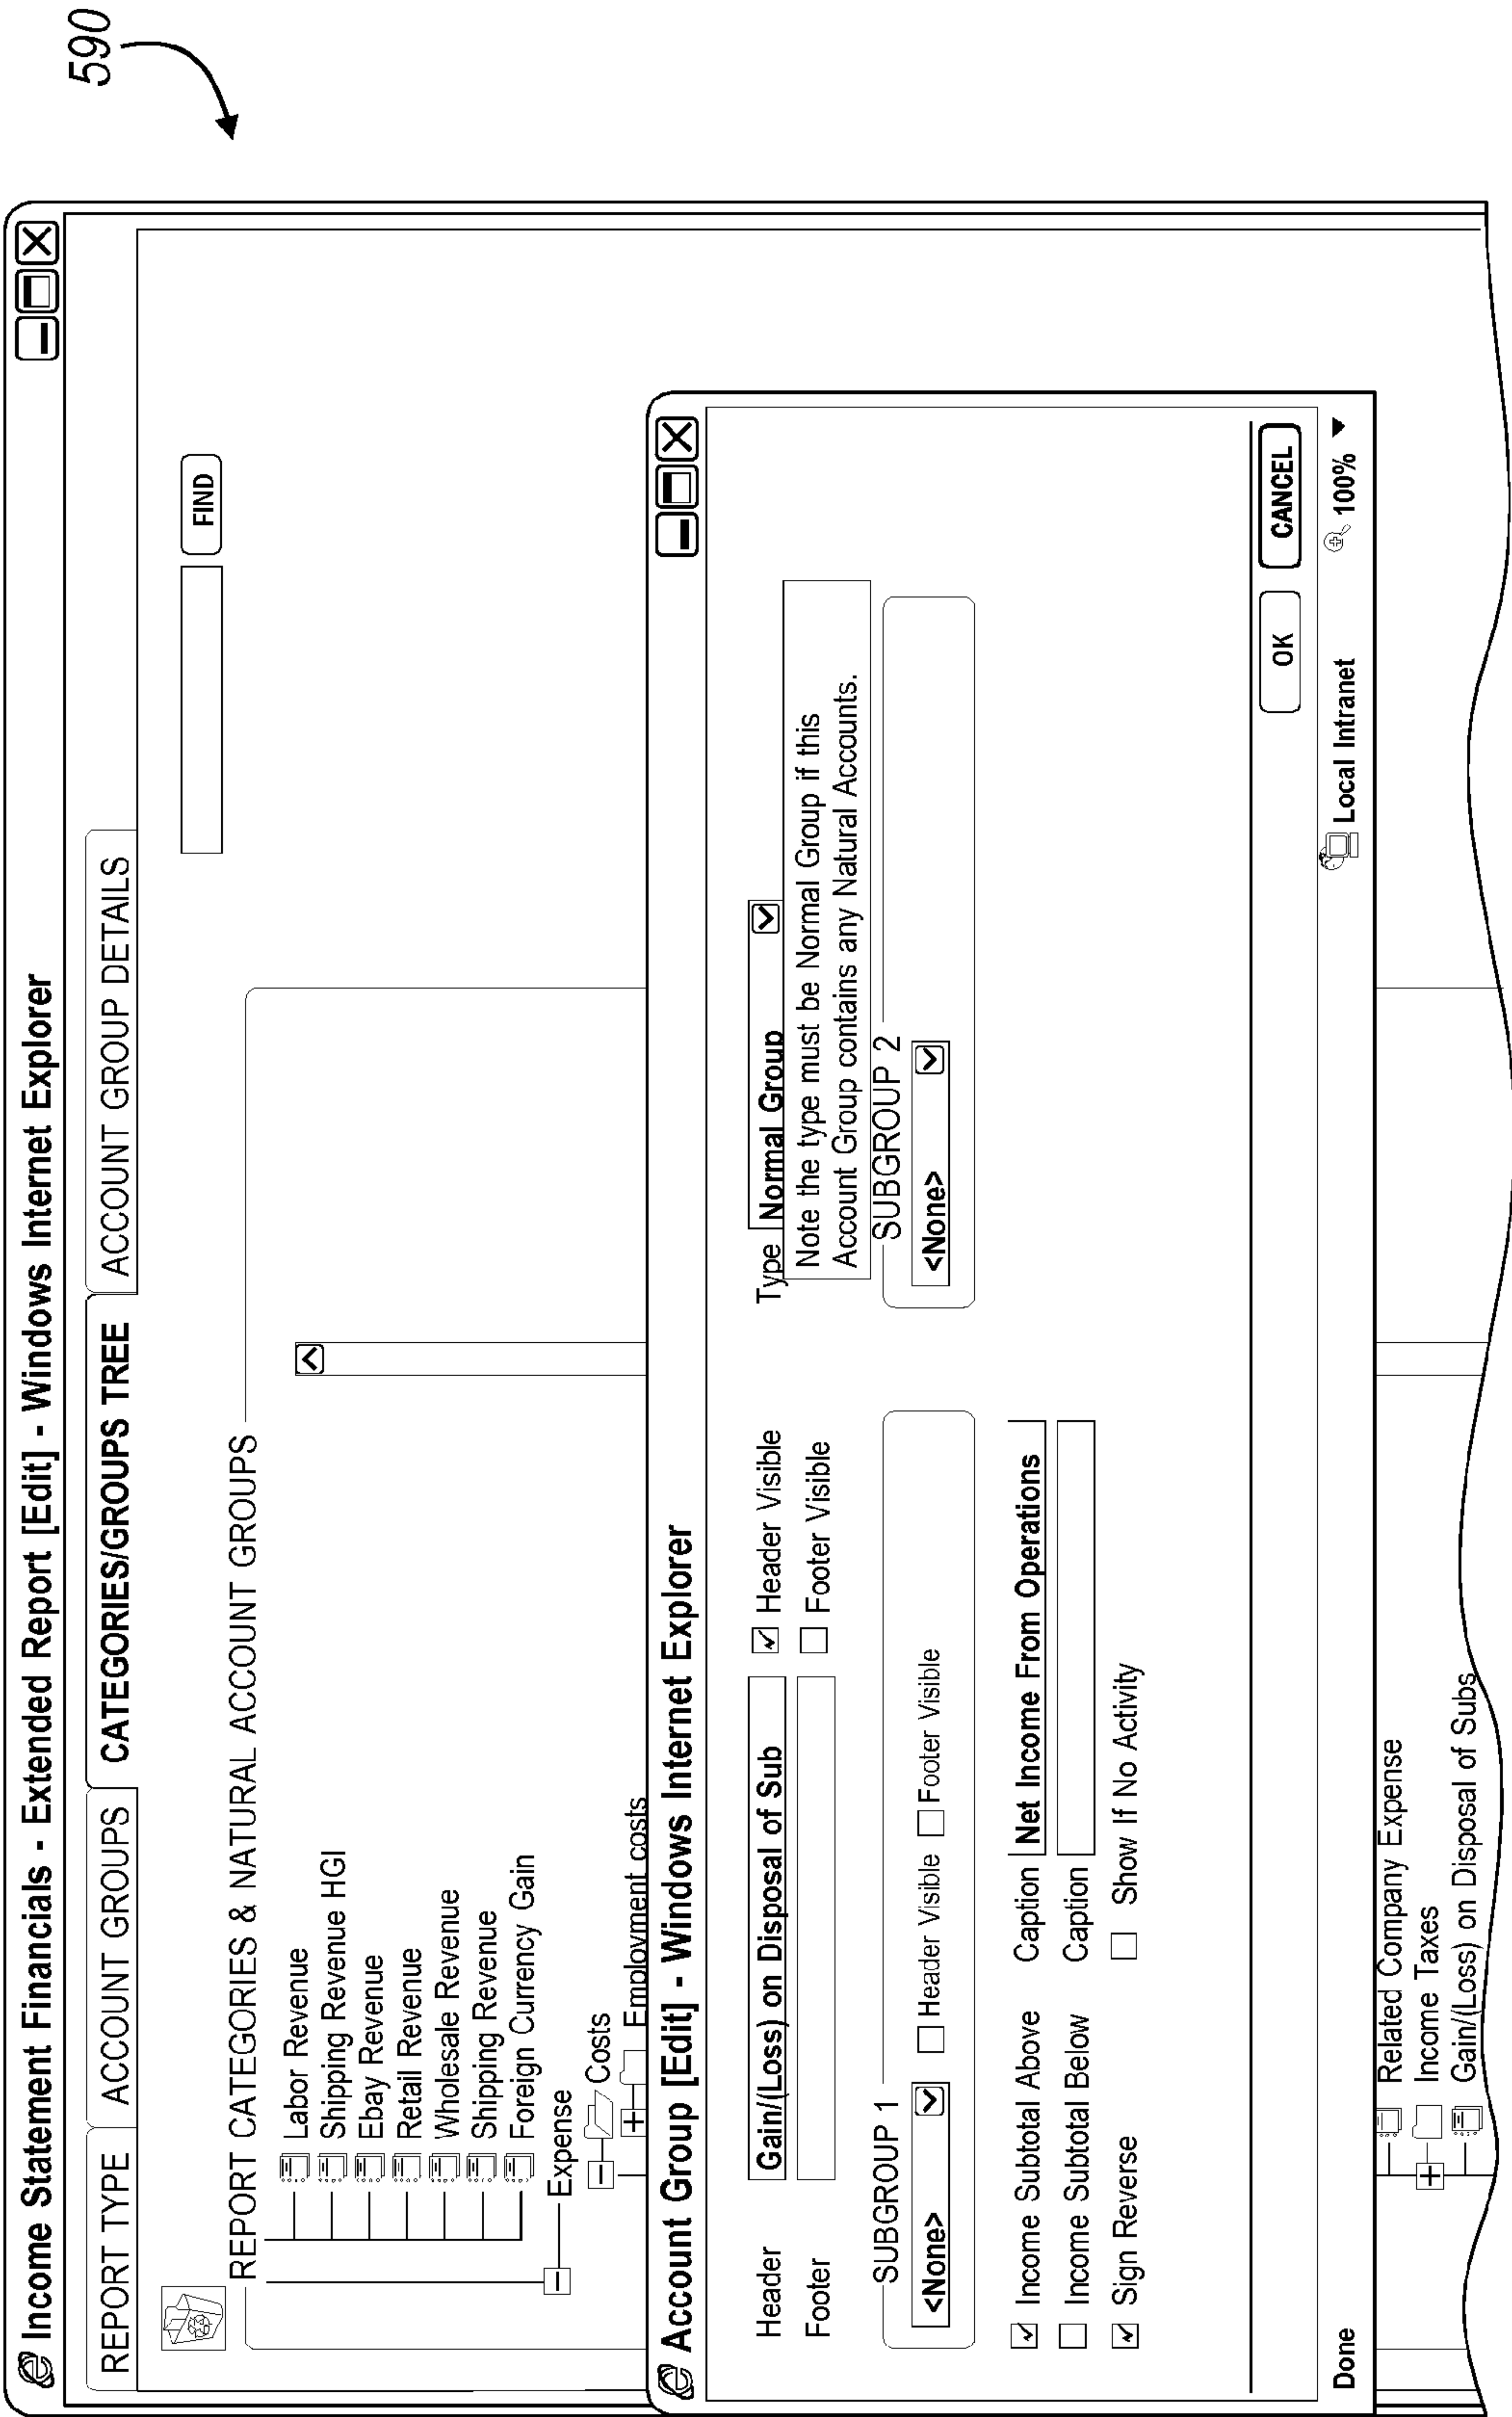 590
Income Statement Financials - Extended Report [Edit] - Windows Internet Explorer
REPORT TYPE ACCOUNT GROUPS CATEGORIES/GROUPS TREE ACCOUNT GROUP DETAILS
FIND
REPORT CATEGORIES & NATURAL ACCOUNT GROUPS
Labor Revenue
Shipping Revenue HGI
Ebay Revenue
Retail Revenue
Wholesale Revenue
Shipping Revenue
Foreign Currency Gain
Expense
Costs
Employment costs
Account Group [Edit] - Windows Internet Explorer
Header Gain/(Loss) on Disposal of Sub Header Visible Type Normal Group
Footer Footer Visible
Note the type must be Normal Group if this
Account Group contains any Natural Accounts.
SUBGROUP 1 SUBGROUP 2
<None> Header Visible Footer Visible <None>
Income Subtotal Above Caption Net Income From Operations
Income Subtotal Below Caption
Sign Reverse Show If No Activity
OK CANCEL
Done Local Intranet 100%
Related Company Expense
Income Taxes
Gain/(Loss) on Disposal of Subs